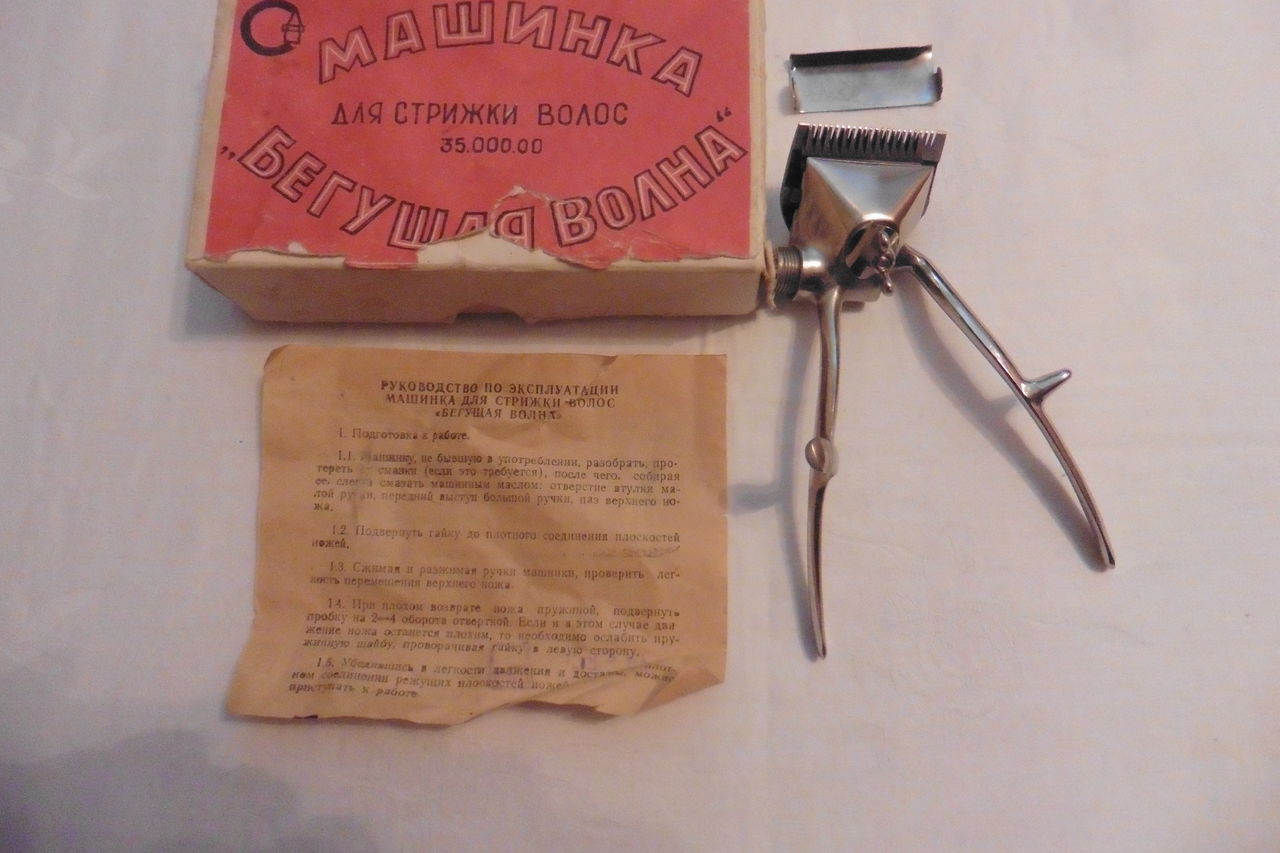 МАШИНКА
ДЛЯ СТРИЖКИ ВОЛОС
35.000.00
„БЕГУЩАЯ ВОЛНА“
РУКОВОДСТВО ПО ЭКСПЛУАТАЦИИ
МАШИНКА ДЛЯ СТРИЖКИ ВОЛОС
«БЕГУЩАЯ ВОЛНА»
1. Подготовка к работе.
1.1. Машинку, не бывшую в употреблении, разобрать, про-
тереть от смазки (если это требуется), после чего, собирая
ее, слегка смазать машинным маслом: отверстие втулки ма-
лой ручки, передний выступ большой ручки, паз верхнего но-
жа.
1.2. Подвернуть гайку до плотного соединения плоскостей
ножей.
1.3. Сжимая и разжимая ручки машинки, проверить лег-
кость перемещения верхнего ножа.
1.4. При плохом возврате ножа пружиной, подвернуть
пробку на 2—4 оборота отверткой. Если и в этом случае дви
жение ножа останется плохим, то необходимо ослабить пру-
жинную шайбу, проворачивая гайку в левую сторону.
1.5. Убедившись в легкости движения и плот-
ном соединении режущих плоскостей ножей можно
приступать к работе